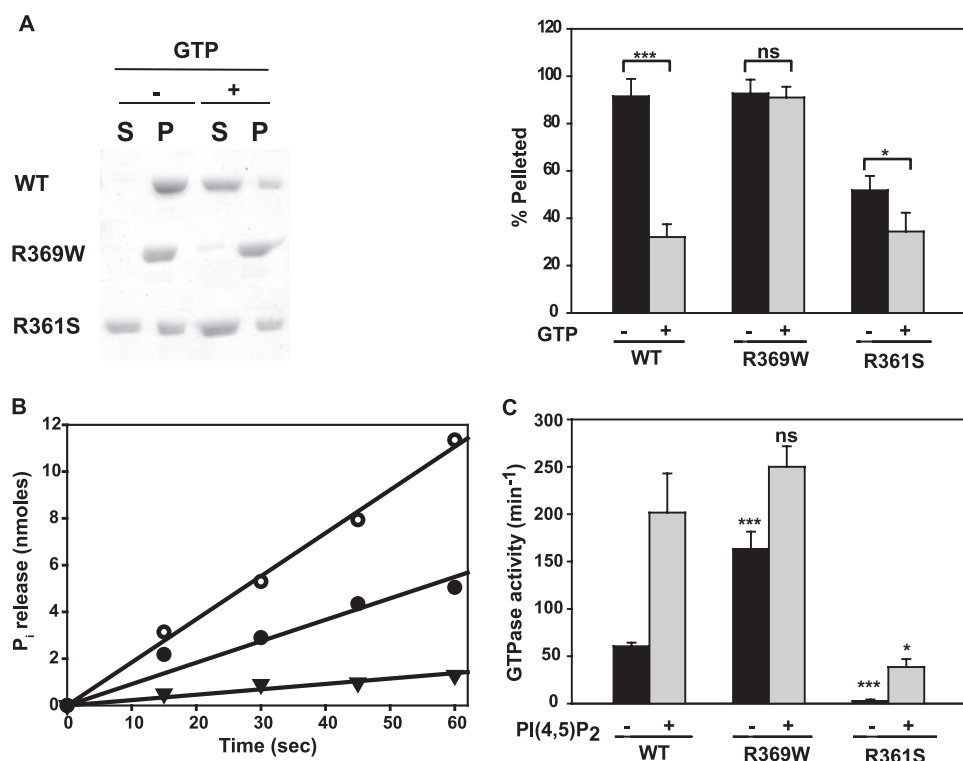 A
GTP
- +
S P S P
WT
R369W
R361S
120
100
80
60
40
20
0
% Pelleted
*** ns *
GTP - + - + - +
WT R369W R361S
B
12
10
8
6
4
2
0
Pi release (nmoles)
0 10 20 30 40 50 60
Time (sec)
C
300
250
200
150
100
50
0
GTPase activity (min-1)
ns
***
*
***
PI(4,5)P2 - + - + - +
WT R369W R361S